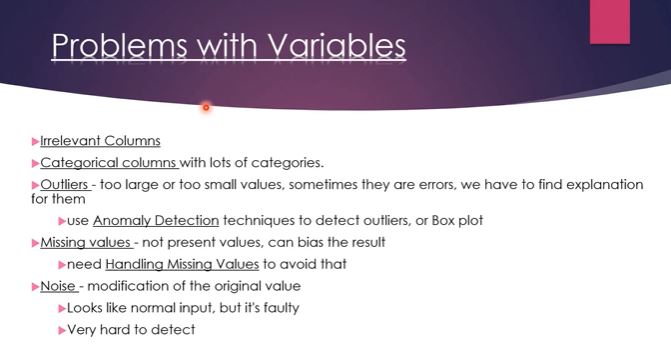 Problems with Variables
Irrelevant Columns
Categorical columns with lots of categories.
Outliers - too large or too small values, sometimes they are errors, we have to find explanation
for them
use Anomaly Detection techniques to detect outliers, or Box plot
Missing values - not present values, can bias the result
need Handling Missing Values to avoid that
Noise - modification of the original value
Looks like normal input, but it's faulty
Very hard to detect